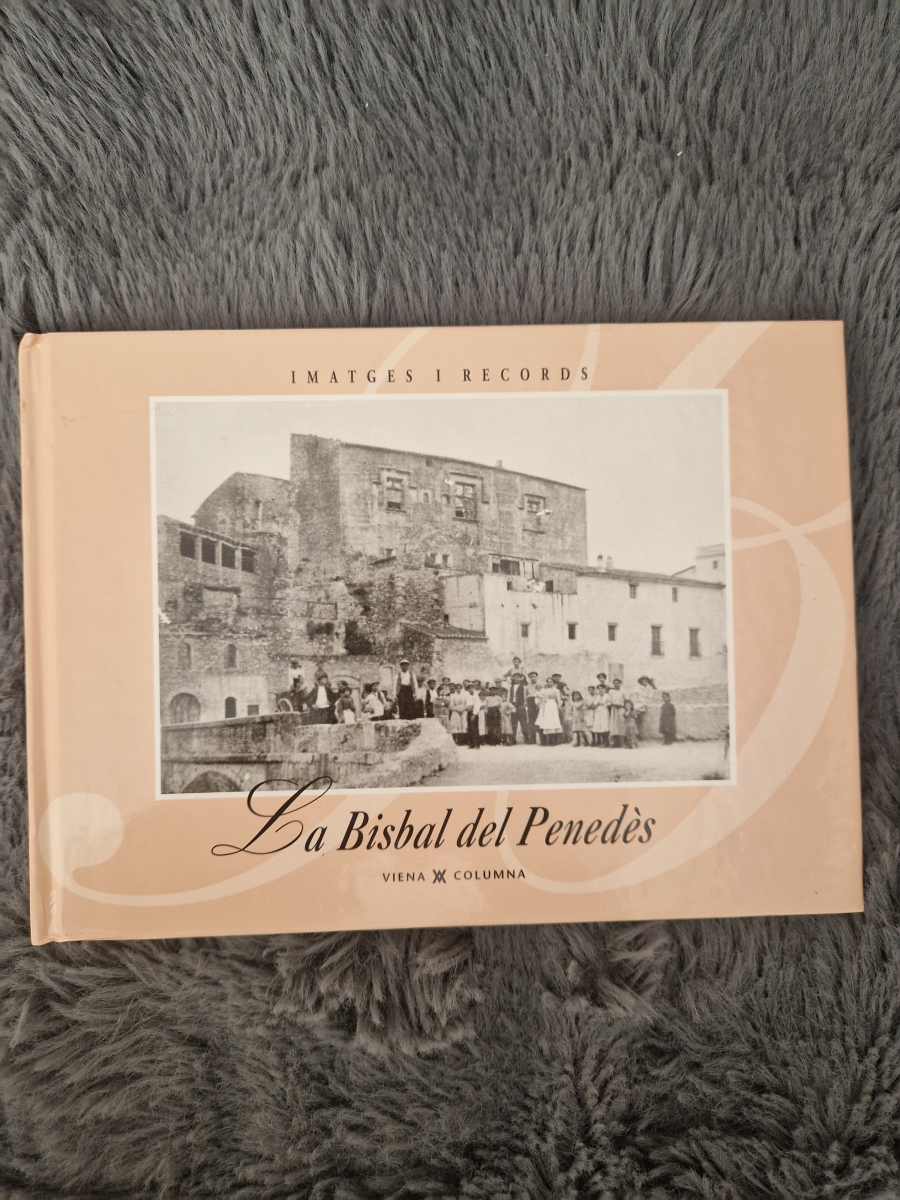 IMATGES I RECORDS
La Bisbal del Penedès
VIENA COLUMNA